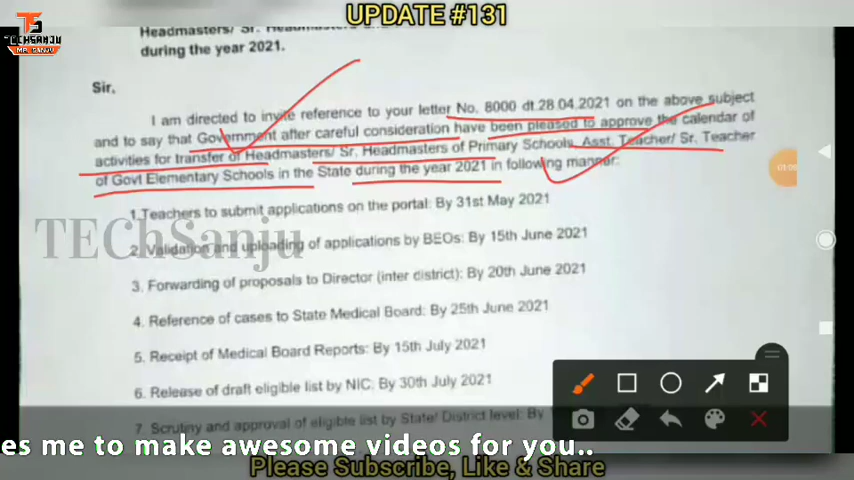 UPDATE #131
TS
TECHSANJU
MR. SANJU
Headmasters/ Sr. Headmasters
during the year 2021.
Sir,
I am directed to invite reference to your letter No. 8000 dt.28.04.2021 on the above subject
and to say that Government after careful consideration have been pleased to approve the calendar of
activities for transfer of Headmasters/ Sr. Headmasters of Primary Schools, Asst. Teacher/ Sr. Teacher
of Govt Elementary Schools in the State during the year 2021 in following manner:
1.Teachers to submit applications on the portal: By 31st May 2021
TEChSanju
2. Validation and uploading of applications by BEOs: By 15th June 2021
3. Forwarding of proposals to Director (inter district): By 20th June 2021
4. Reference of cases to State Medical Board: By 25th June 2021
5. Receipt of Medical Board Reports: By 15th July 2021
6. Release of draft eligible list by NIC: By 30th July 2021
7. Scrutiny and approval of eligible list by State/ District level: By
es me to make awesome videos for you..
Please Subscribe, Like & Share